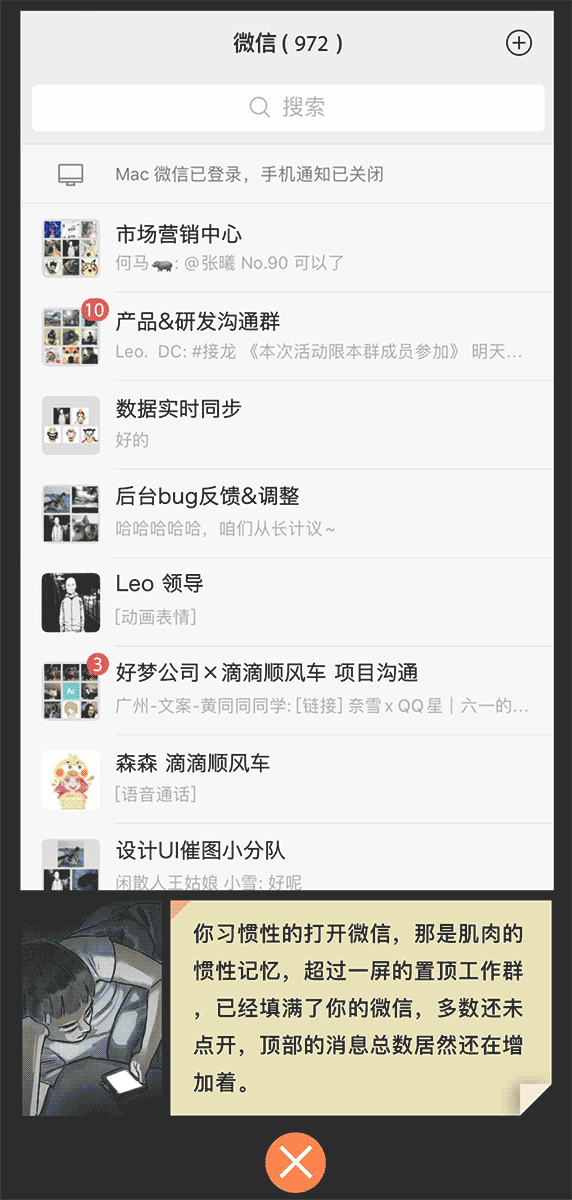 微信 ( 972 )
搜索
Mac 微信已登录，手机通知已关闭
市场营销中心
何马🦛: @张曦 No.90 可以了
10
产品&研发沟通群
Leo. DC: #接龙 《本次活动限本群成员参加》 明天...
数据实时同步
好的
后台bug反馈&调整
哈哈哈哈哈，咱们从长计议~
Leo 领导
[动画表情]
3
好梦公司×滴滴顺风车 项目沟通
广州-文案-黄同同同学: [链接] 奈雪 x QQ星｜六一的...
森森 滴滴顺风车
[语音通话]
设计UI催图小分队
闲散人王姑娘 小雪: 好呢
你习惯性的打开微信，那是肌肉的
惯性记忆，超过一屏的置顶工作群
，已经填满了你的微信，多数还未
点开，顶部的消息总数居然还在增
加着。